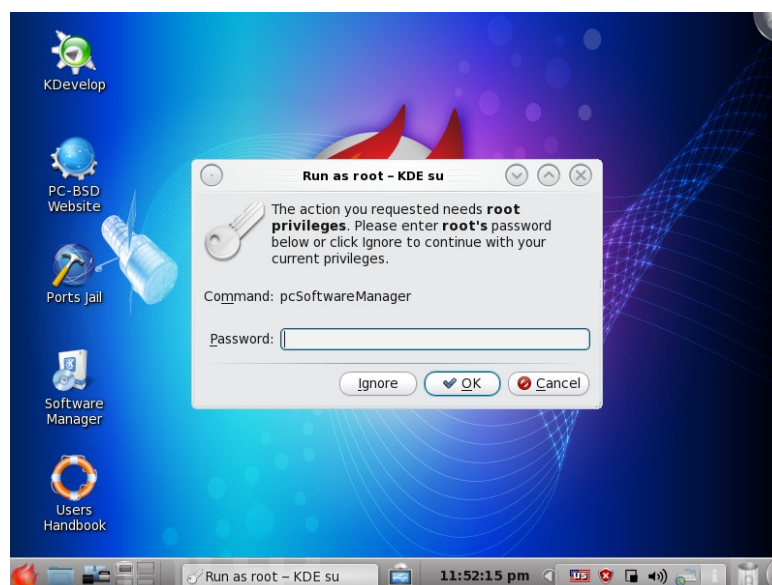 KDevelop
PC-BSD
Website
Ports Jail
Software
Manager
Users
Handbook
Run as root – KDE su
The action you requested needs root
privileges. Please enter root's password
below or click Ignore to continue with your
current privileges.
Command: pcSoftwareManager
Password:
Ignore
OK
Cancel
Run as root – KDE su
11:52:15 pm
US